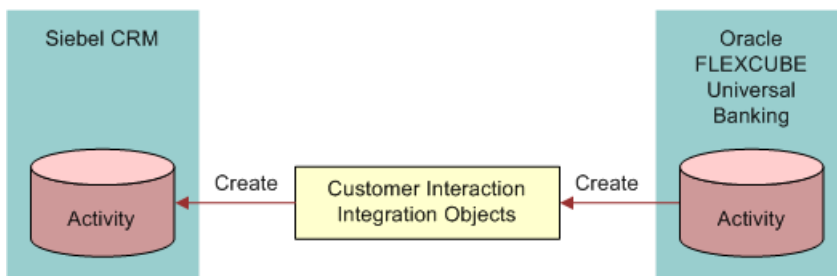 Siebel CRM
Oracle
FLEXCUBE
Universal
Banking
Create
Customer Interaction
Integration Objects
Create
Activity
Activity